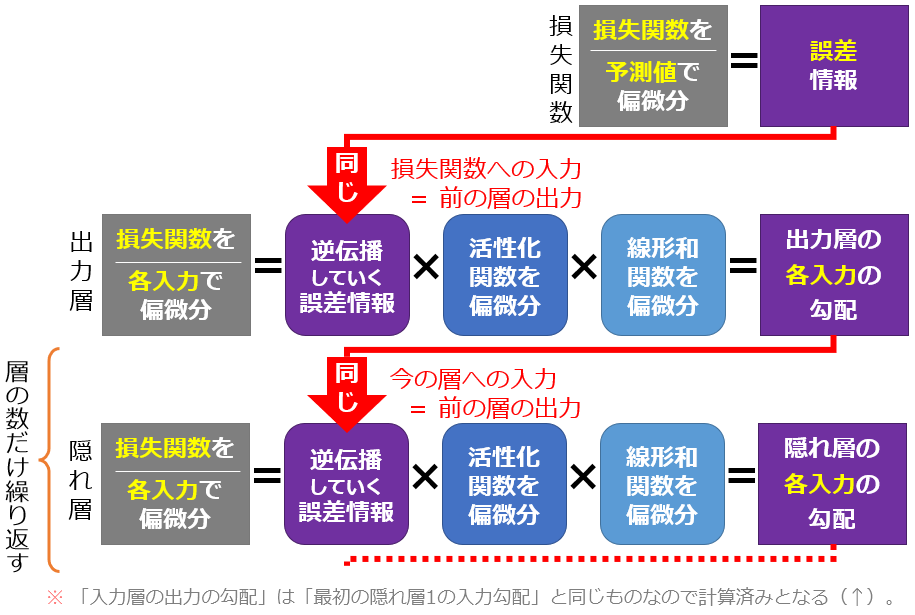 損失関数
損失関数を
予測値で
偏微分
=
誤差
情報
同じ
損失関数への入力
= 前の層の出力
出力層
損失関数を
各入力で
偏微分
=
逆伝播
していく
誤差情報
×
活性化
関数を
偏微分
×
線形和
関数を
偏微分
=
出力層の
各入力の
勾配
層の数だけ繰り返す
同じ
今の層への入力
= 前の層の出力
隠れ層
損失関数を
各入力で
偏微分
=
逆伝播
していく
誤差情報
×
活性化
関数を
偏微分
×
線形和
関数を
偏微分
=
隠れ層の
各入力の
勾配
※ 「入力層の出力の勾配」は「最初の隠れ層1の入力勾配」と同じものなので計算済みとなる（↑）。